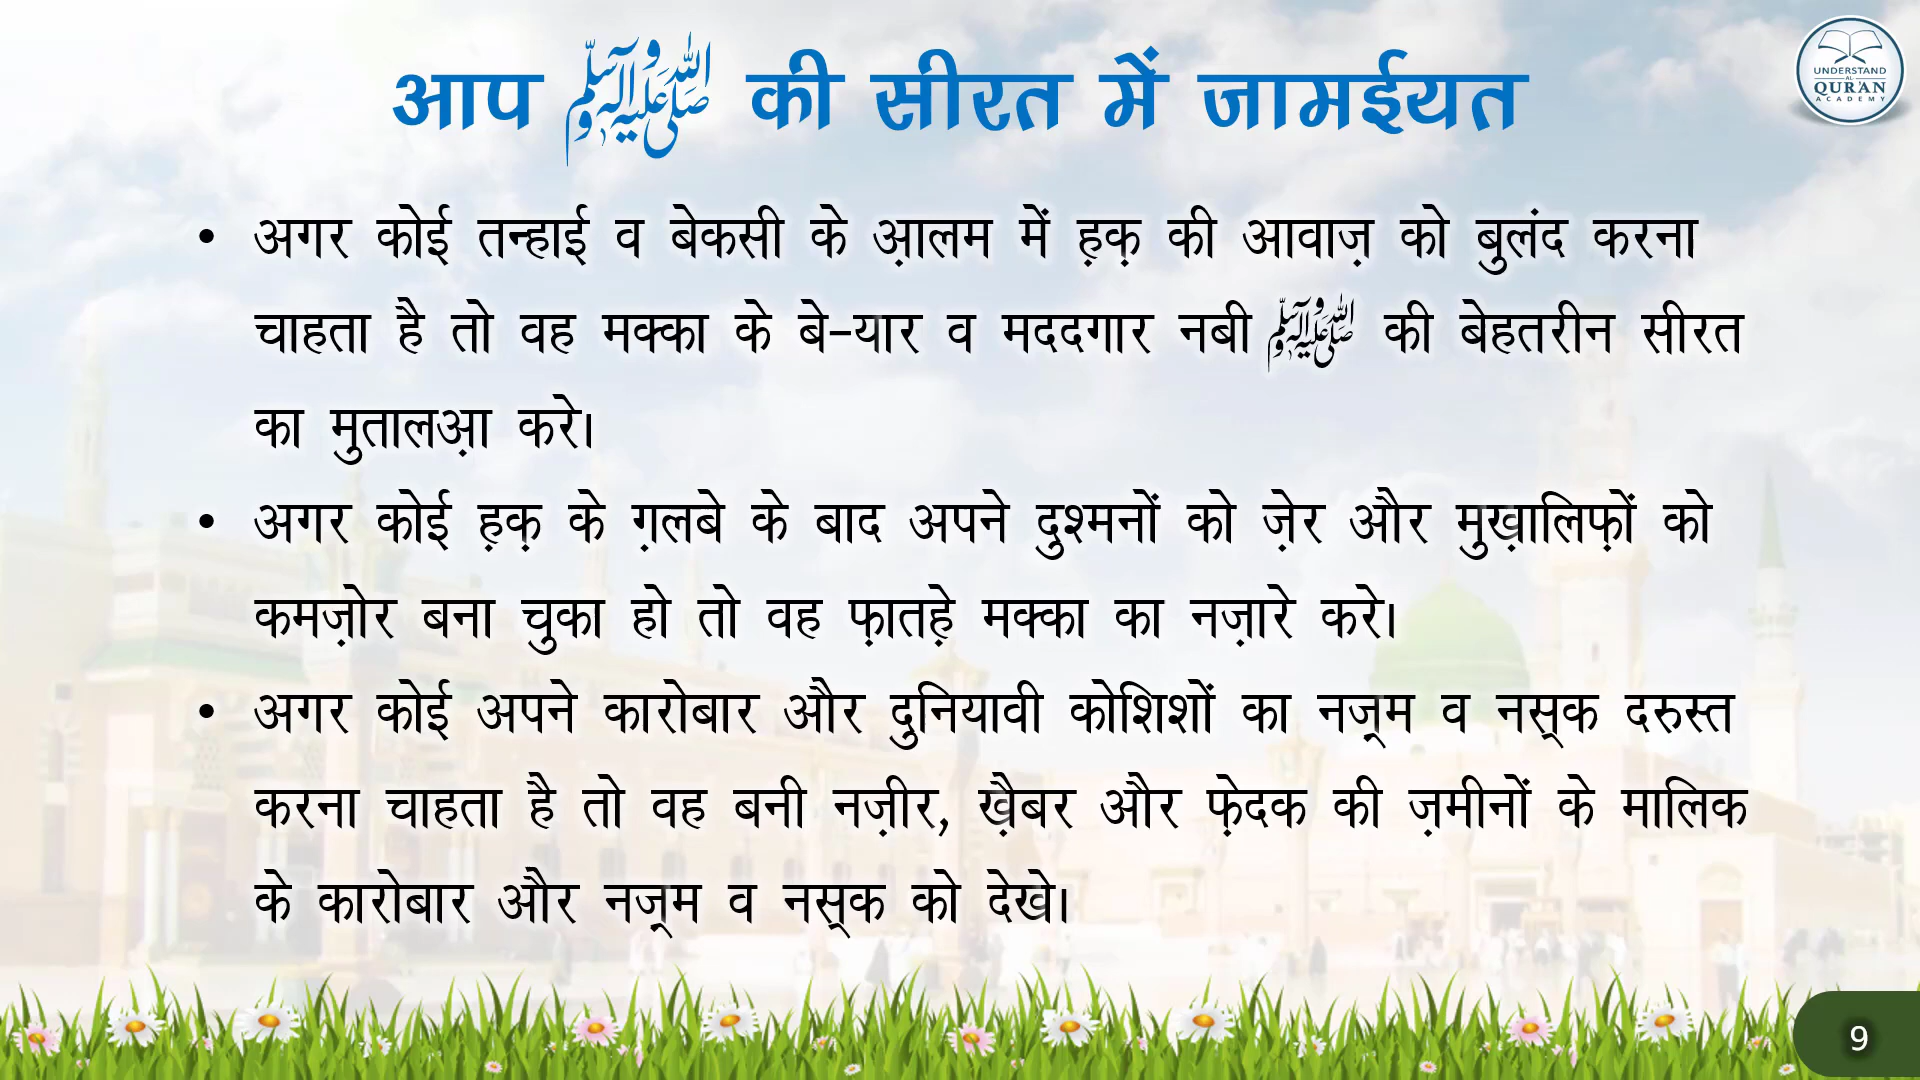 आप ﷺ की सीरत में जामईयत
UNDERSTAND
AL
QUR'AN
ACADEMY
• अगर कोई तन्हाई व बेकसी के आ़लम में ह़क़ की आवाज़ को बुलंद करना
चाहता है तो वह मक्का के बे-यार व मददगार नबी ﷺ की बेहतरीन सीरत
का मुतालआ़ करे।
• अगर कोई ह़क़ के ग़लबे के बाद अपने दुश्मनों को ज़ेर और मुख़ालिफ़ों को
कमज़ोर बना चुका हो तो वह फ़ातहे़ मक्का का नज़ारे करे।
• अगर कोई अपने कारोबार और दुनियावी कोशिशों का नज़्म व नस्क़ दरुस्त
करना चाहता है तो वह बनी नज़ीर, ख़ैबर और फ़ेदक की ज़मीनों के मालिक
के कारोबार और नज़्म व नस्क़ को देखे।
9